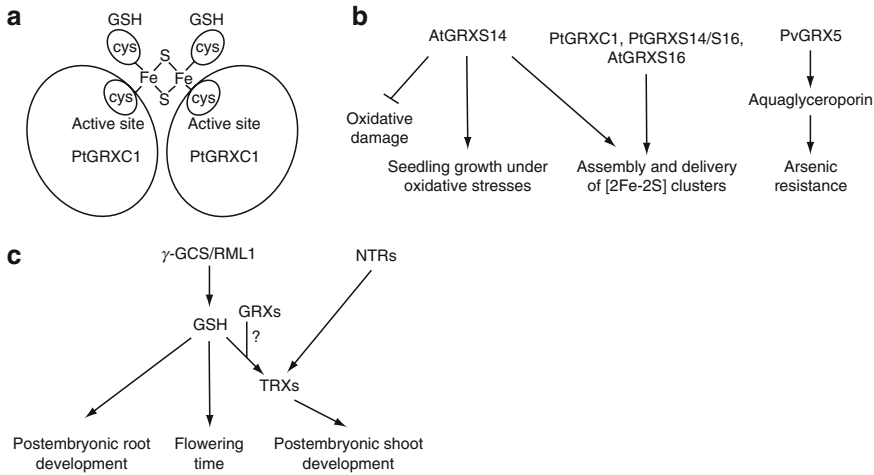 a
GSH GSH
cys cys
S
Fe Fe
S
cys cys
Active site Active site
PtGRXC1 PtGRXC1
b
AtGRXS14
PtGRXC1, PtGRXS14/S16,
AtGRXS16
PvGRX5
Oxidative
damage
Aquaglyceroporin
Seedling growth under
oxidative stresses
Assembly and delivery
of [2Fe-2S] clusters
Arsenic
resistance
c
γ-GCS/RML1
NTRs
GRXs
GSH
?
TRXs
Postembryonic root
development
Flowering
time
Postembryonic shoot
development